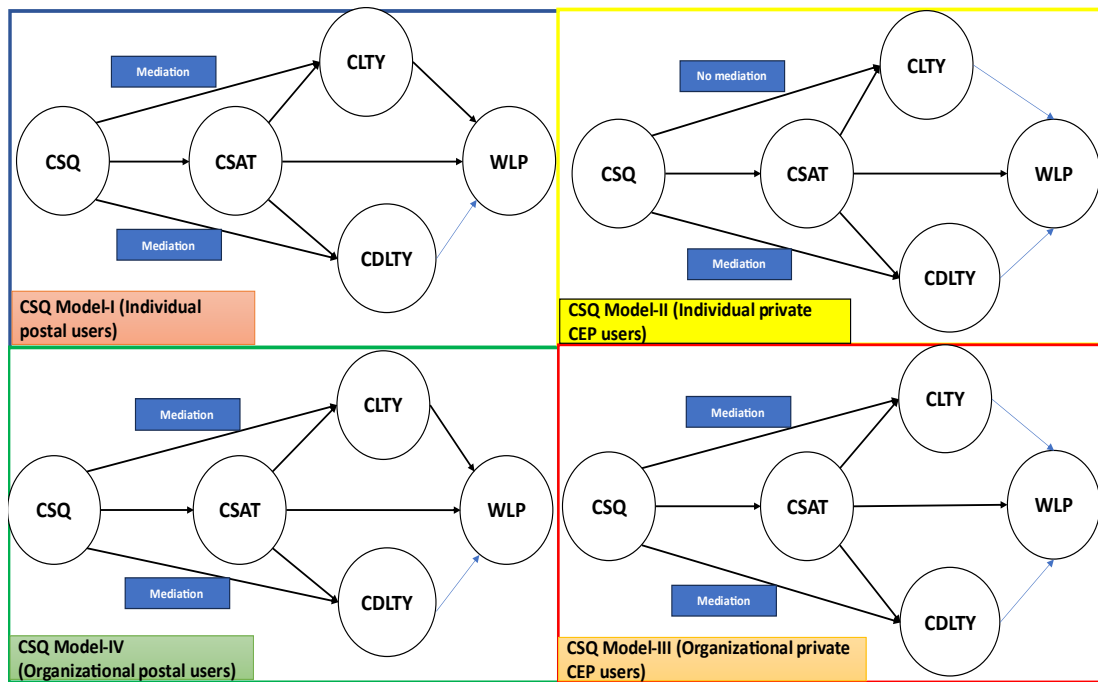 CLTY
Mediation
CSQ
CSAT
WLP
Mediation
CDLTY
CSQ Model-I (Individual
postal users)
CLTY
No mediation
CSQ
CSAT
WLP
Mediation
CDLTY
CSQ Model-II (Individual private
CEP users)
CLTY
Mediation
CSQ
CSAT
WLP
Mediation
CDLTY
CSQ Model-IV
(Organizational postal users)
CLTY
Mediation
CSQ
CSAT
WLP
Mediation
CDLTY
CSQ Model-III (Organizational private
CEP users)